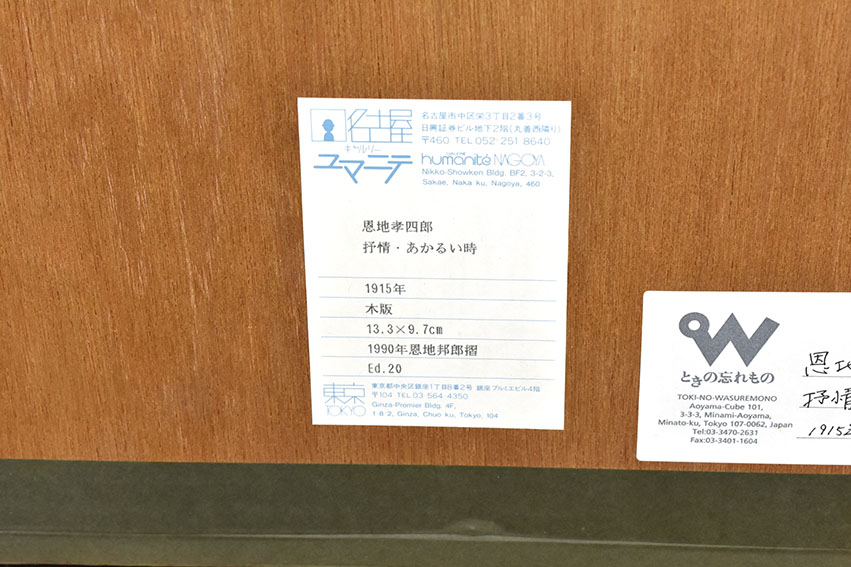 名古屋
ギャルリー
ユマニテ
名古屋市中区栄3丁目2番3号
日興証券ビル地下2階(丸善西隣り)
〒460 TEL 052-251-8640
humanité NAGOYA
Nikko-Showken Bldg. BF2, 3-2-3,
Sakae, Naka ku, Nagoya, 460
恩地孝四郎
抒情・あかるい時
1915年
木版
13.3×9.7cm
1990年恩地邦郎摺
Ed.20
東京
TOKYO
東京都中央区銀座1丁目8番2号 銀座プルミエビル4階
〒104 TEL 03-564-4350
Ginza-Premier Bldg. 4F,
1 8 2, Ginza, Chuo ku, Tokyo, 104
ときの忘れもの
TOKI-NO-WASUREMONO
Aoyama-Cube 101,
3-3-3, Minami-Aoyama,
Minato-ku, Tokyo 107-0062, Japan
Tel:03-3470-2631
Fax:03-3401-1604
恩地
抒情
1915